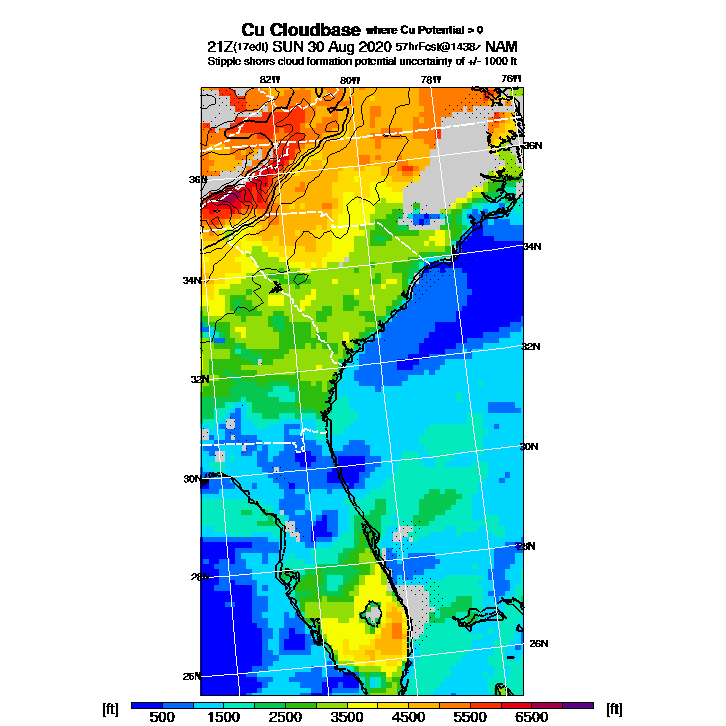 Cu Cloudbase where Cu Potential > 0
21Z(17edt) SUN 30 Aug 2020 57hrFcst@1438z NAM
Stipple shows cloud formation potential uncertainty of +/- 1000 ft
82W 80W 78W 76W
36N
36N
34N
34N
32N
32N
30N
30N
28N
28N
26N
26N
[ft] 500 1500 2500 3500 4500 5500 6500 [ft]